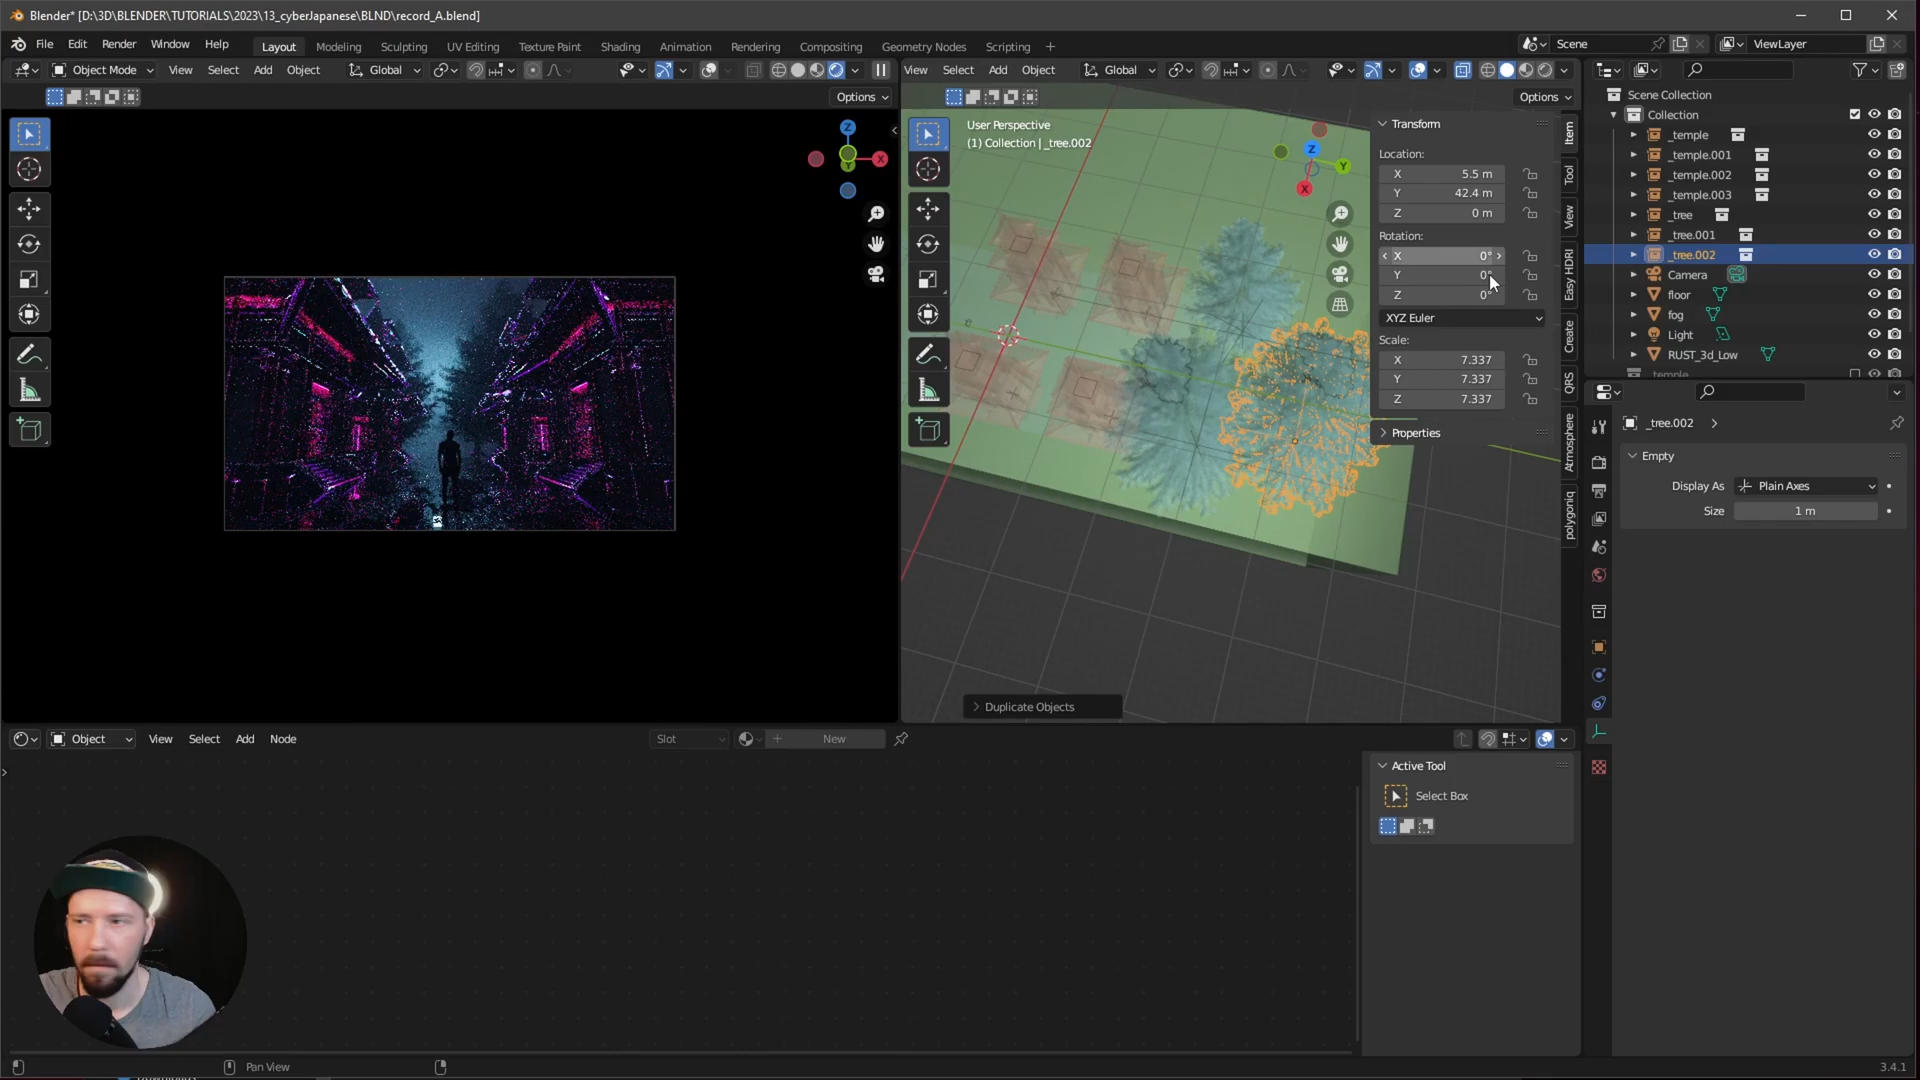 Blender* [D:\3D\BLENDER\TUTORIALS\2023\13_cyberJapanese\BLND\record_A.blend]
File Edit Render Window Help Layout Modeling Sculpting UV Editing Texture Paint Shading Animation Rendering Compositing Geometry Nodes Scripting + Scene ViewLayer
Object Mode View Select Add Object Global
View Select Add Object Global
Options
Options
Z
X
Y
User Perspective
(1) Collection | _tree.002
Z
Y
X
Transform
Location:
X 5.5 m
Y 42.4 m
Z 0 m
Rotation:
X 0°
Y 0°
Z 0°
XYZ Euler
Scale:
X 7.337
Y 7.337
Z 7.337
Properties
Item
Tool
View
Easy HDRI
Create
QRS
Atmosphere
polygoniq
Duplicate Objects
Scene Collection
Collection
_temple
_temple.001
_temple.002
_temple.003
_tree
_tree.001
_tree.002
Camera
floor
fog
Light
RUST_3d_Low
temple
_tree.002
Empty
Display As Plain Axes
Size 1 m
Object View Select Add Node Slot New
Active Tool
Select Box
Pan View
3.4.1